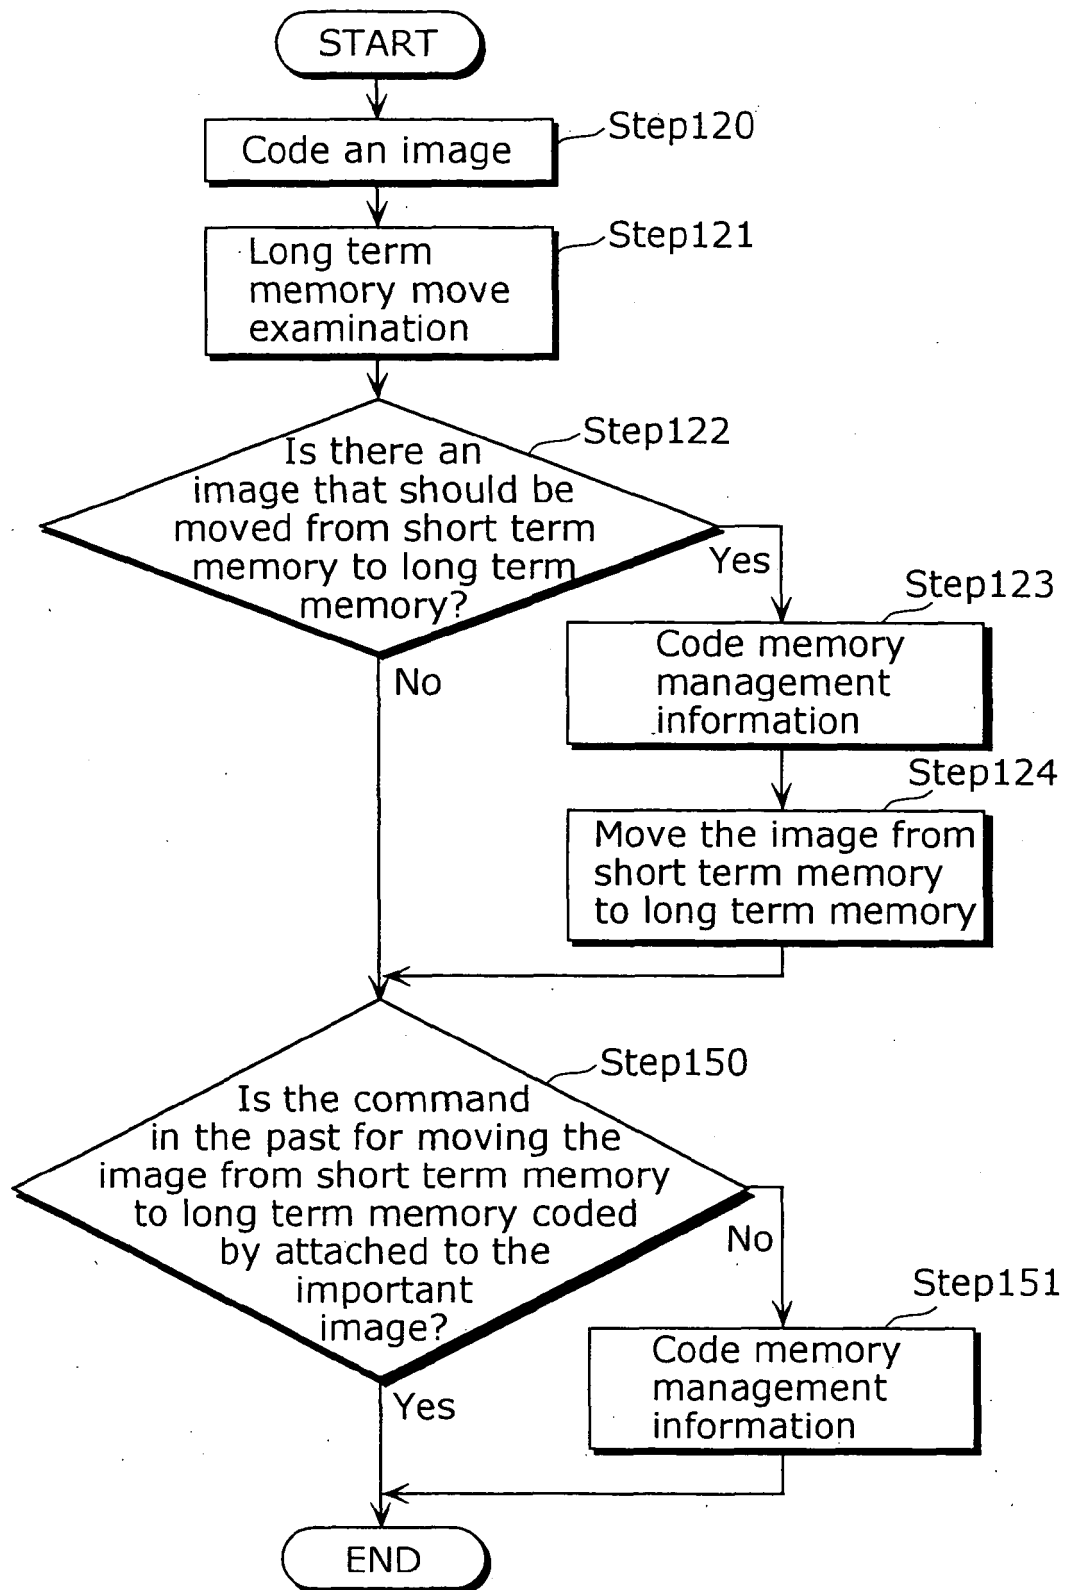 START
Step120
Code an image
Step121
Long term
memory move
examination
Step122
Is there an
image that should be
moved from short term
memory to long term
memory?
Yes
No
Step123
Code memory
management
information
Step124
Move the image from
short term memory
to long term memory
Step150
Is the command
in the past for moving the
image from short term memory
to long term memory coded
by attached to the
important
image?
No
Yes
Step151
Code memory
management
information
END